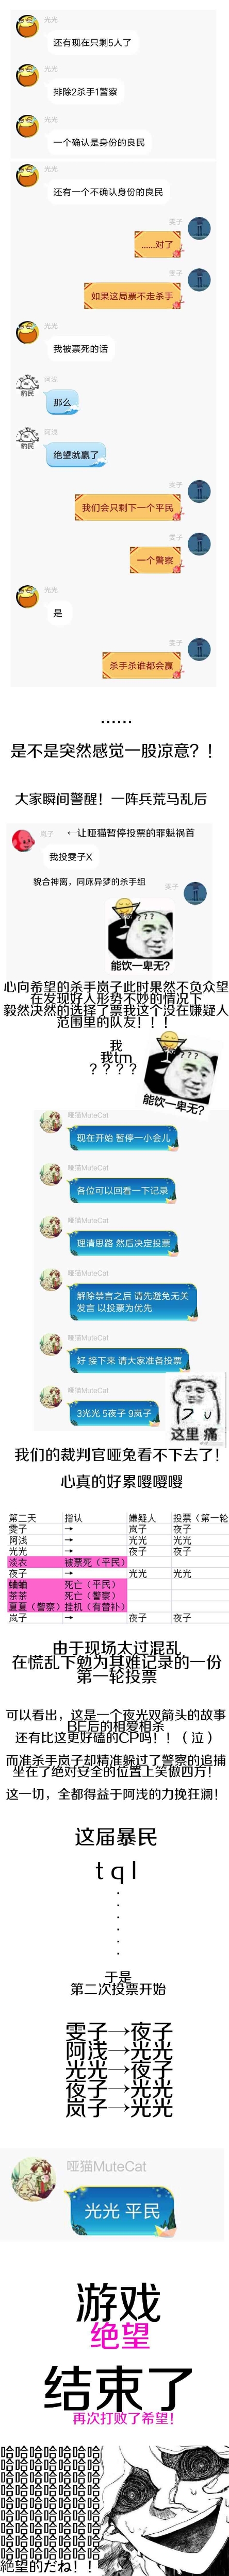 光光
还有现在只剩5人了
光光
排除2杀手1警察
光光
一个确认是身份的良民
光光
还有一个不确认身份的良民
雯子
……对了
雯子
如果这局票不走杀手
光光
我被票死的话
阿浅
那么
阿浅
绝望就赢了
雯子
我们会只剩下一个平民
雯子
一个警察
光光
是
雯子
杀手杀谁都会赢
……
是不是突然感觉一股凉意?！
大家瞬间警醒！一阵兵荒马乱后
岚子
←让哑猫暂停投票的罪魁祸首
我投雯子X
貌合神离，同床异梦的杀手组
雯子
能饮一卑无?
心向希望的杀手岚子此时果然不负众望
在发现好人形势不妙的情况下
毅然决然的选择了票我这个没在嫌疑人
范围里的队友！！！
我
我tm
????
能饮一卑无?
哑猫MuteCat
现在开始 暂停一小会儿
哑猫MuteCat
各位可以回看一下记录
哑猫MuteCat
理清思路 然后决定投票
哑猫MuteCat
解除禁言之后 请先避免无关
发言 以投票为优先
哑猫MuteCat
好 接下来 请大家准备投票
哑猫MuteCat
3光光 5夜子 9岚子
这里 痛
我们的裁判官哑兔看不下去了！
心真的好累嘤嘤嘤
第二天 指认 嫌疑人 投票（第一轮
雯子 → 岚子 夜子
阿浅 → 光光 光光
光光 → 夜子 夜子
淡衣 被票死（平民）
夜子 → 光光 光光
蛐蛐 死亡（平民）
茶茶 死亡（警察）
夏夏（警察） 挂机（有替补）
岚子 → 夜子 夜子
由于现场太过混乱
在慌乱下勉为其难记录的一份
第一轮投票
可以看出，这是一个夜光双箭头的故事
BE后的相爱相杀
还有比这更好磕的CP吗！！（泣）
而准杀手岚子却精准躲过了警察的追捕
坐在了绝对安全的位置上笑傲四方！
这一切，全都得益于阿浅的力挽狂澜！
这届暴民
tql
.
.
.
.
.
.
于是
第二次投票开始
雯子→夜子
阿浅→光光
光光→夜子
夜子→光光
岚子→光光
哑猫MuteCat
光光 平民
游戏
绝望
结束了
再次打败了希望！
哈哈哈哈哈哈哈
哈哈哈哈哈哈哈
哈哈哈哈哈哈哈
哈哈哈哈哈哈哈
哈哈哈哈哈哈哈
哈哈哈哈哈哈哈
哈哈哈哈哈哈哈
哈哈哈哈哈哈哈
哈哈哈哈哈哈哈
絶望的だね！！